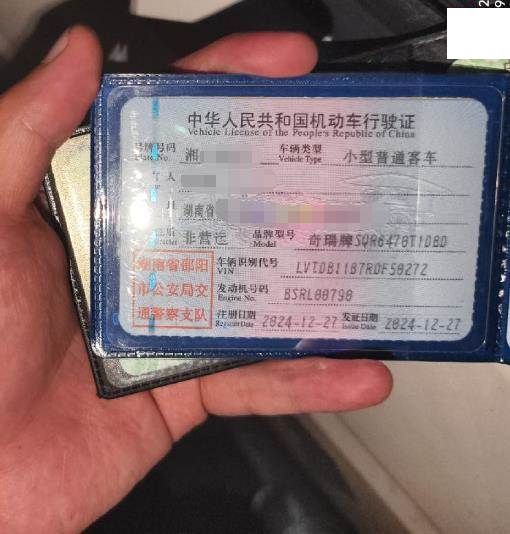 中华人民共和国机动车行驶证
Vehicle License of the People's Republic of China
号牌号码 湘 车辆类型 小型普通客车
Plate No. Vehicle Type
人
湖南省
非营运 品牌型号 奇瑞牌SQR6470T1DBD
Model
湖南省邵阳 车辆识别代号 LVTDB11B7RDF50272
VIN
市公安局交 发动机号码 BSRL00790
Engine No.
通警察支队 注册日期 2024-12-27 发证日期 2024-12-27
Register Date Issue Date